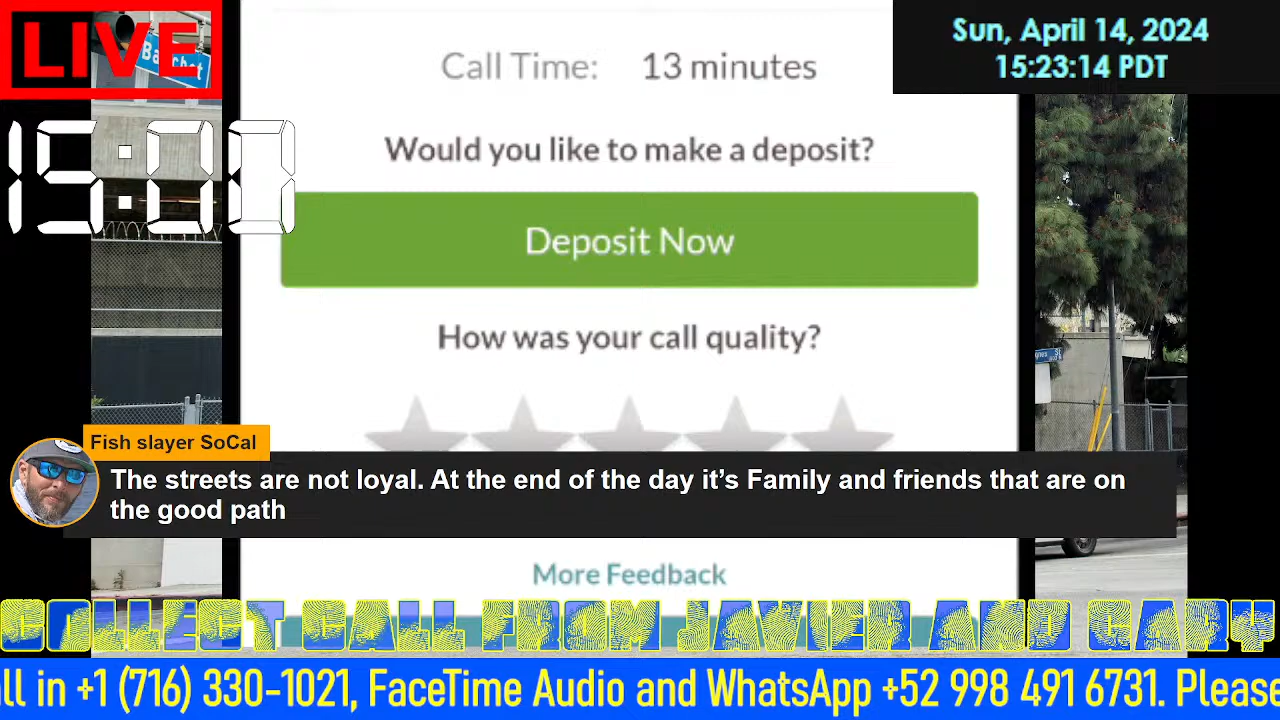 LIVE
Sun, April 14, 2024
15:23:14 PDT
Call Time: 13 minutes
15:00
Would you like to make a deposit?
Deposit Now
How was your call quality?
Fish slayer SoCal
The streets are not loyal. At the end of the day it’s Family and friends that are on
the good path
More Feedback
COLLECT CALL FROM JAVIER AND GARY
ll in +1 (716) 330-1021, FaceTime Audio and WhatsApp +52 998 491 6731. Please